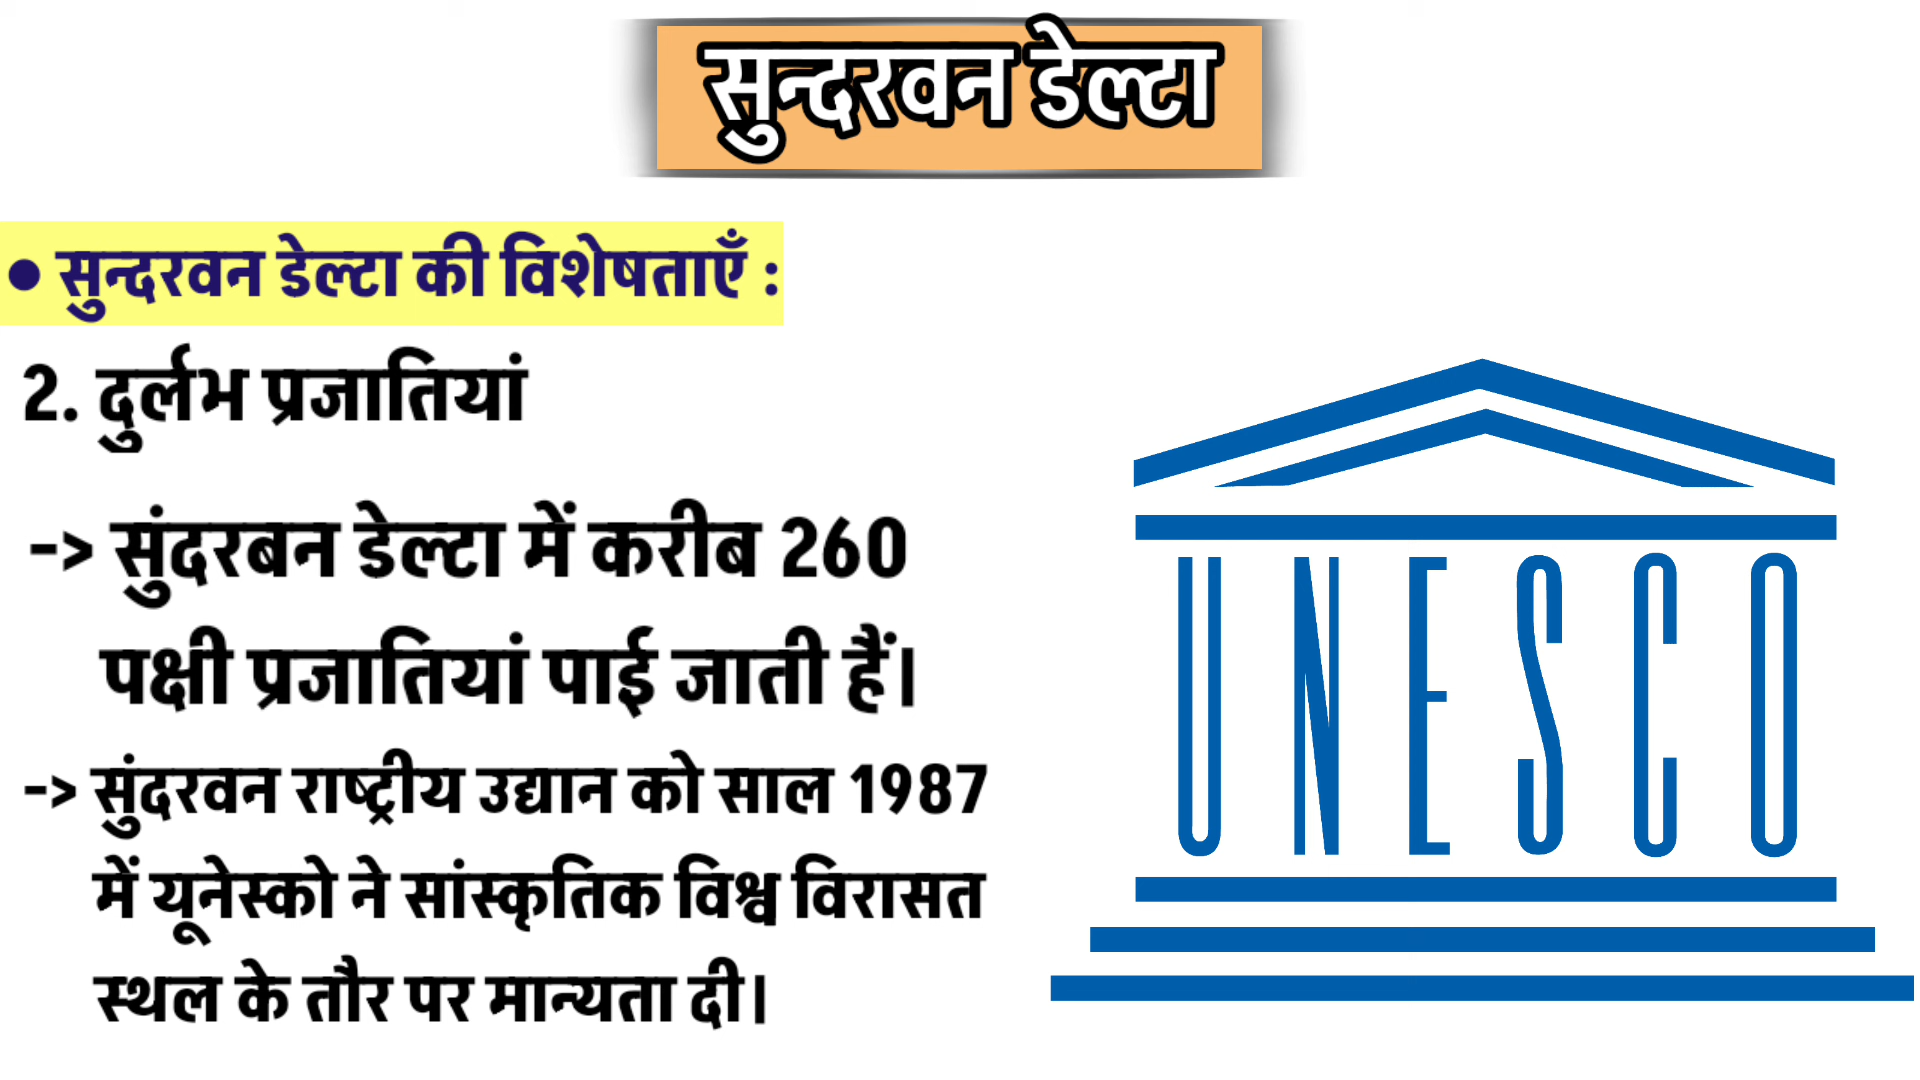 सुन्दरवन डेल्टा
• सुन्दरवन डेल्टा की विशेषताएँ :
2. दुर्लभ प्रजातियां
-> सुंदरबन डेल्टा में करीब 260
पक्षी प्रजातियां पाई जाती हैं।
-> सुंदरवन राष्ट्रीय उद्यान को साल 1987
में यूनेस्को ने सांस्कृतिक विश्व विरासत
स्थल के तौर पर मान्यता दी।
UNESCO